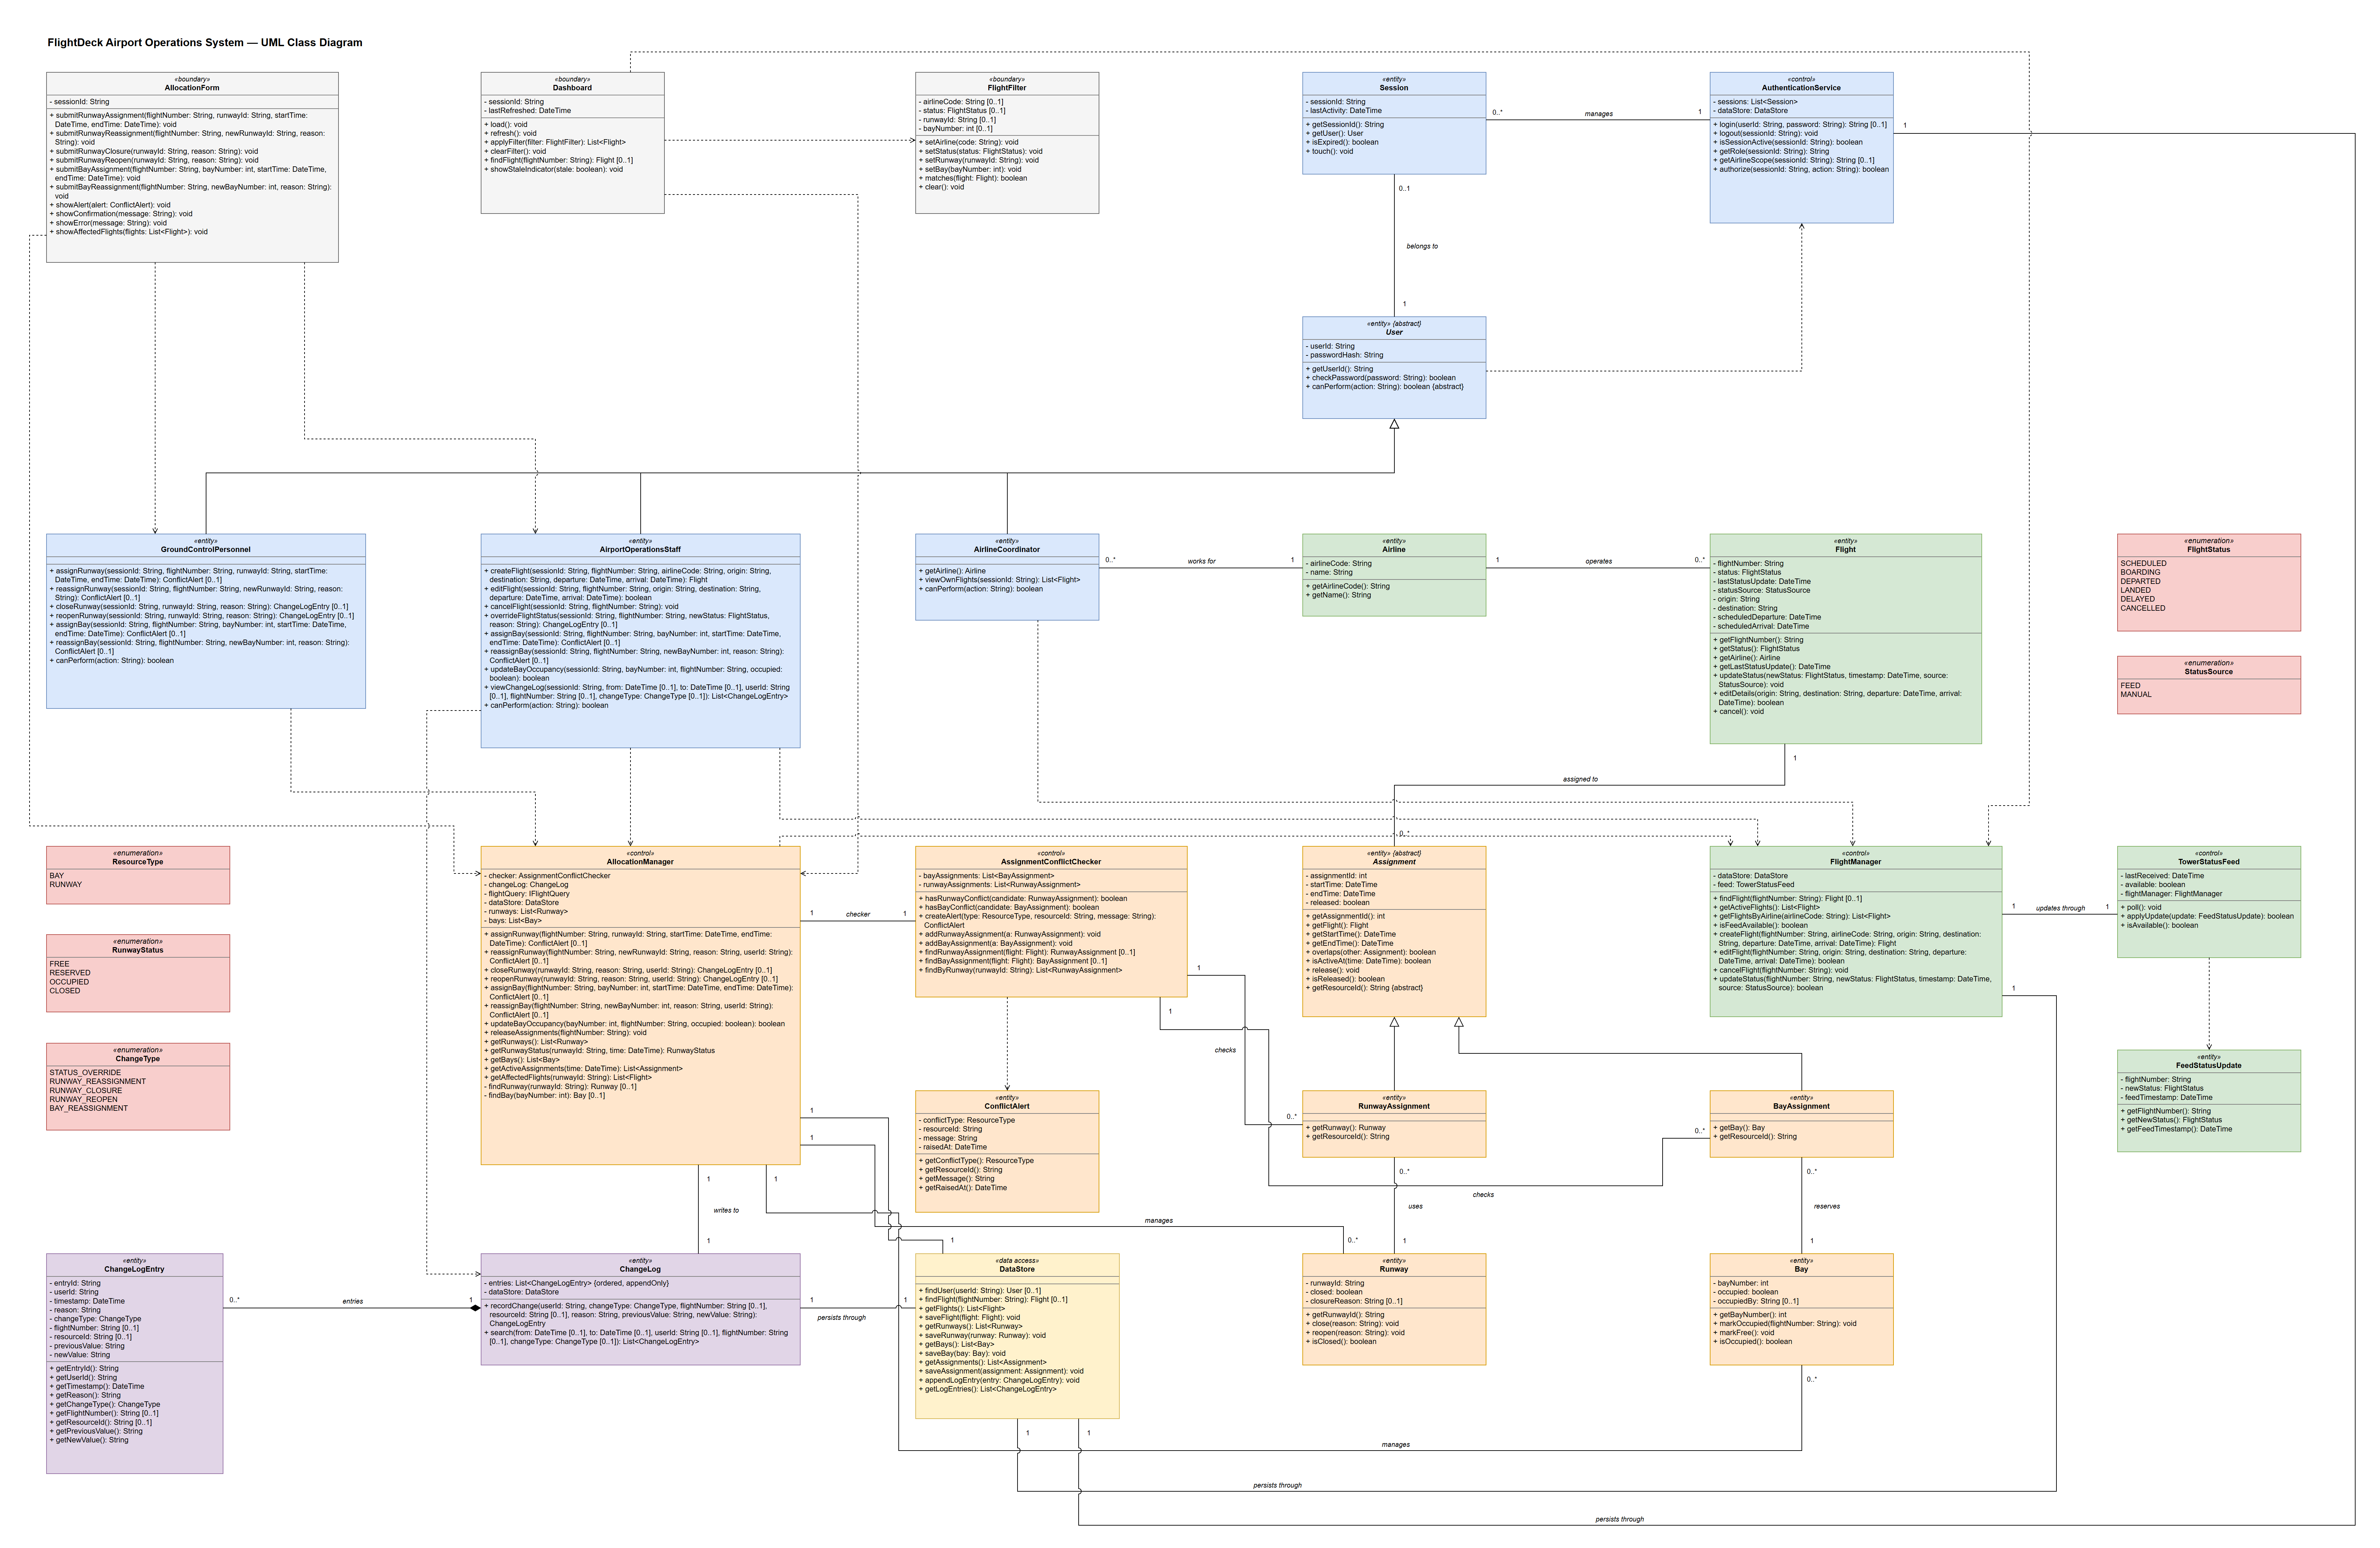 FlightDeck Airport Operations System — UML Class Diagram
«boundary»
AllocationForm
- sessionId: String
+ submitRunwayAssignment(flightNumber: String, runwayId: String, startTime:
DateTime, endTime: DateTime): void
+ submitRunwayReassignment(flightNumber: String, newRunwayId: String, reason:
String): void
+ submitRunwayClosure(runwayId: String, reason: String): void
+ submitRunwayReopen(runwayId: String, reason: String): void
+ submitBayAssignment(flightNumber: String, bayNumber: int, startTime: DateTime,
endTime: DateTime): void
+ submitBayReassignment(flightNumber: String, newBayNumber: int, reason: String):
void
+ showAlert(alert: ConflictAlert): void
+ showConfirmation(message: String): void
+ showError(message: String): void
+ showAffectedFlights(flights: List<Flight>): void
«boundary»
Dashboard
- sessionId: String
- lastRefreshed: DateTime
+ load(): void
+ refresh(): void
+ applyFilter(filter: FlightFilter): List<Flight>
+ clearFilter(): void
+ findFlight(flightNumber: String): Flight [0..1]
+ showStaleIndicator(stale: boolean): void
«boundary»
FlightFilter
- airlineCode: String [0..1]
- status: FlightStatus [0..1]
- runwayId: String [0..1]
- bayNumber: int [0..1]
+ setAirline(code: String): void
+ setStatus(status: FlightStatus): void
+ setRunway(runwayId: String): void
+ setBay(bayNumber: int): void
+ matches(flight: Flight): boolean
+ clear(): void
«entity»
Session
- sessionId: String
- lastActivity: DateTime
+ getSessionId(): String
+ getUser(): User
+ isExpired(): boolean
+ touch(): void
0..*
manages
1
«control»
AuthenticationService
- sessions: List<Session>
- dataStore: DataStore
+ login(userId: String, password: String): String [0..1]
+ logout(sessionId: String): void
+ isSessionActive(sessionId: String): boolean
+ getRole(sessionId: String): String
+ getAirlineScope(sessionId: String): String [0..1]
+ authorize(sessionId: String, action: String): boolean
1
0..1
belongs to
1
«entity» {abstract}
User
- userId: String
- passwordHash: String
+ getUserId(): String
+ checkPassword(password: String): boolean
+ canPerform(action: String): boolean {abstract}
«entity»
GroundControlPersonnel
+ assignRunway(sessionId: String, flightNumber: String, runwayId: String, startTime:
DateTime, endTime: DateTime): ConflictAlert [0..1]
+ reassignRunway(sessionId: String, flightNumber: String, newRunwayId: String, reason:
String): ConflictAlert [0..1]
+ closeRunway(sessionId: String, runwayId: String, reason: String): ChangeLogEntry [0..1]
+ reopenRunway(sessionId: String, runwayId: String, reason: String): ChangeLogEntry [0..1]
+ assignBay(sessionId: String, flightNumber: String, bayNumber: int, startTime: DateTime,
endTime: DateTime): ConflictAlert [0..1]
+ reassignBay(sessionId: String, flightNumber: String, newBayNumber: int, reason: String):
ConflictAlert [0..1]
+ canPerform(action: String): boolean
«entity»
AirportOperationsStaff
+ createFlight(sessionId: String, flightNumber: String, airlineCode: String, origin: String,
destination: String, departure: DateTime, arrival: DateTime): Flight
+ editFlight(sessionId: String, flightNumber: String, origin: String, destination: String,
departure: DateTime, arrival: DateTime): boolean
+ cancelFlight(sessionId: String, flightNumber: String): void
+ overrideFlightStatus(sessionId: String, flightNumber: String, newStatus: FlightStatus,
reason: String): ChangeLogEntry [0..1]
+ assignBay(sessionId: String, flightNumber: String, bayNumber: int, startTime: DateTime,
endTime: DateTime): ConflictAlert [0..1]
+ reassignBay(sessionId: String, flightNumber: String, newBayNumber: int, reason: String):
ConflictAlert [0..1]
+ updateBayOccupancy(sessionId: String, bayNumber: int, flightNumber: String, occupied:
boolean): boolean
+ viewChangeLog(sessionId: String, from: DateTime [0..1], to: DateTime [0..1], userId: String
[0..1], flightNumber: String [0..1], changeType: ChangeType [0..1]): List<ChangeLogEntry>
+ canPerform(action: String): boolean
«entity»
AirlineCoordinator
+ getAirline(): Airline
+ viewOwnFlights(sessionId: String): List<Flight>
+ canPerform(action: String): boolean
0..*
works for
1
«entity»
Airline
- airlineCode: String
- name: String
+ getAirlineCode(): String
+ getName(): String
1
operates
0..*
«entity»
Flight
- flightNumber: String
- status: FlightStatus
- lastStatusUpdate: DateTime
- statusSource: StatusSource
- origin: String
- destination: String
- scheduledDeparture: DateTime
- scheduledArrival: DateTime
+ getFlightNumber(): String
+ getStatus(): FlightStatus
+ getAirline(): Airline
+ getLastStatusUpdate(): DateTime
+ updateStatus(newStatus: FlightStatus, timestamp: DateTime, source:
StatusSource): void
+ editDetails(origin: String, destination: String, departure: DateTime, arrival:
DateTime): boolean
+ cancel(): void
«enumeration»
FlightStatus
SCHEDULED
BOARDING
DEPARTED
LANDED
DELAYED
CANCELLED
«enumeration»
StatusSource
FEED
MANUAL
1
assigned to
0..*
«enumeration»
ResourceType
BAY
RUNWAY
«enumeration»
RunwayStatus
FREE
RESERVED
OCCUPIED
CLOSED
«enumeration»
ChangeType
STATUS_OVERRIDE
RUNWAY_REASSIGNMENT
RUNWAY_CLOSURE
RUNWAY_REOPEN
BAY_REASSIGNMENT
«control»
AllocationManager
- checker: AssignmentConflictChecker
- changeLog: ChangeLog
- flightQuery: IFlightQuery
- dataStore: DataStore
- runways: List<Runway>
- bays: List<Bay>
+ assignRunway(flightNumber: String, runwayId: String, startTime: DateTime, endTime:
DateTime): ConflictAlert [0..1]
+ reassignRunway(flightNumber: String, newRunwayId: String, reason: String, userId: String):
ConflictAlert [0..1]
+ closeRunway(runwayId: String, reason: String, userId: String): ChangeLogEntry [0..1]
+ reopenRunway(runwayId: String, reason: String, userId: String): ChangeLogEntry [0..1]
+ assignBay(flightNumber: String, bayNumber: int, startTime: DateTime, endTime: DateTime):
ConflictAlert [0..1]
+ reassignBay(flightNumber: String, newBayNumber: int, reason: String, userId: String):
ConflictAlert [0..1]
+ updateBayOccupancy(bayNumber: int, flightNumber: String, occupied: boolean): boolean
+ releaseAssignments(flightNumber: String): void
+ getRunways(): List<Runway>
+ getRunwayStatus(runwayId: String, time: DateTime): RunwayStatus
+ getBays(): List<Bay>
+ getActiveAssignments(time: DateTime): List<Assignment>
+ getAffectedFlights(runwayId: String): List<Flight>
- findRunway(runwayId: String): Runway [0..1]
- findBay(bayNumber: int): Bay [0..1]
1
checker
1
«control»
AssignmentConflictChecker
- bayAssignments: List<BayAssignment>
- runwayAssignments: List<RunwayAssignment>
+ hasRunwayConflict(candidate: RunwayAssignment): boolean
+ hasBayConflict(candidate: BayAssignment): boolean
+ createAlert(type: ResourceType, resourceId: String, message: String):
ConflictAlert
+ addRunwayAssignment(a: RunwayAssignment): void
+ addBayAssignment(a: BayAssignment): void
+ findRunwayAssignment(flight: Flight): RunwayAssignment [0..1]
+ findBayAssignment(flight: Flight): BayAssignment [0..1]
+ findByRunway(runwayId: String): List<RunwayAssignment>
1
1
checks
0..*
checks
0..*
«entity» {abstract}
Assignment
- assignmentId: int
- startTime: DateTime
- endTime: DateTime
- released: boolean
+ getAssignmentId(): int
+ getFlight(): Flight
+ getStartTime(): DateTime
+ getEndTime(): DateTime
+ overlaps(other: Assignment): boolean
+ isActiveAt(time: DateTime): boolean
+ release(): void
+ isReleased(): boolean
+ getResourceId(): String {abstract}
«control»
FlightManager
- dataStore: DataStore
- feed: TowerStatusFeed
+ findFlight(flightNumber: String): Flight [0..1]
+ getActiveFlights(): List<Flight>
+ getFlightsByAirline(airlineCode: String): List<Flight>
+ isFeedAvailable(): boolean
+ createFlight(flightNumber: String, airlineCode: String, origin: String, destination:
String, departure: DateTime, arrival: DateTime): Flight
+ editFlight(flightNumber: String, origin: String, destination: String, departure:
DateTime, arrival: DateTime): boolean
+ cancelFlight(flightNumber: String): void
+ updateStatus(flightNumber: String, newStatus: FlightStatus, timestamp: DateTime,
source: StatusSource): boolean
1
updates through
1
1
«control»
TowerStatusFeed
- lastReceived: DateTime
- available: boolean
- flightManager: FlightManager
+ poll(): void
+ applyUpdate(update: FeedStatusUpdate): boolean
+ isAvailable(): boolean
«entity»
FeedStatusUpdate
- flightNumber: String
- newStatus: FlightStatus
- feedTimestamp: DateTime
+ getFlightNumber(): String
+ getNewStatus(): FlightStatus
+ getFeedTimestamp(): DateTime
«entity»
ConflictAlert
- conflictType: ResourceType
- resourceId: String
- message: String
- raisedAt: DateTime
+ getConflictType(): ResourceType
+ getResourceId(): String
+ getMessage(): String
+ getRaisedAt(): DateTime
«entity»
RunwayAssignment
+ getRunway(): Runway
+ getResourceId(): String
«entity»
BayAssignment
+ getBay(): Bay
+ getResourceId(): String
1
1
1
writes to
1
1
manages
0..*
1
0..*
uses
1
0..*
reserves
1
«entity»
ChangeLogEntry
- entryId: String
- userId: String
- timestamp: DateTime
- reason: String
- changeType: ChangeType
- flightNumber: String [0..1]
- resourceId: String [0..1]
- previousValue: String
- newValue: String
+ getEntryId(): String
+ getUserId(): String
+ getTimestamp(): DateTime
+ getReason(): String
+ getChangeType(): ChangeType
+ getFlightNumber(): String [0..1]
+ getResourceId(): String [0..1]
+ getPreviousValue(): String
+ getNewValue(): String
0..*
entries
1
«entity»
ChangeLog
- entries: List<ChangeLogEntry> {ordered, appendOnly}
- dataStore: DataStore
+ recordChange(userId: String, changeType: ChangeType, flightNumber: String [0..1],
resourceId: String [0..1], reason: String, previousValue: String, newValue: String):
ChangeLogEntry
+ search(from: DateTime [0..1], to: DateTime [0..1], userId: String [0..1], flightNumber: String
[0..1], changeType: ChangeType [0..1]): List<ChangeLogEntry>
1
persists through
1
«data access»
DataStore
+ findUser(userId: String): User [0..1]
+ findFlight(flightNumber: String): Flight [0..1]
+ getFlights(): List<Flight>
+ saveFlight(flight: Flight): void
+ getRunways(): List<Runway>
+ saveRunway(runway: Runway): void
+ getBays(): List<Bay>
+ saveBay(bay: Bay): void
+ getAssignments(): List<Assignment>
+ saveAssignment(assignment: Assignment): void
+ appendLogEntry(entry: ChangeLogEntry): void
+ getLogEntries(): List<ChangeLogEntry>
«entity»
Runway
- runwayId: String
- closed: boolean
- closureReason: String [0..1]
+ getRunwayId(): String
+ close(reason: String): void
+ reopen(reason: String): void
+ isClosed(): boolean
«entity»
Bay
- bayNumber: int
- occupied: boolean
- occupiedBy: String [0..1]
+ getBayNumber(): int
+ markOccupied(flightNumber: String): void
+ markFree(): void
+ isOccupied(): boolean
0..*
1
1
manages
persists through
persists through